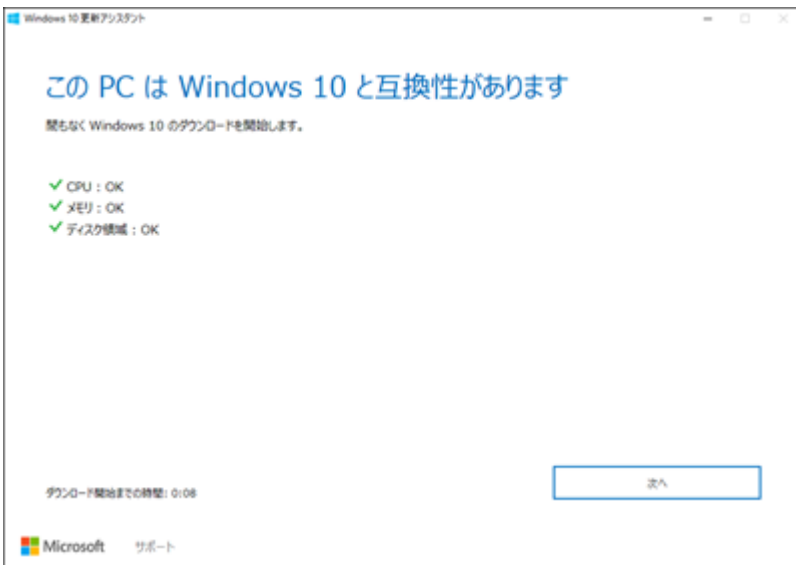 Windows 10 更新アシスタント
この PC は Windows 10 と互換性があります
間もなく Windows 10 のダウンロードを開始します。
CPU : OK
メモリ : OK
ディスク領域 : OK
次へ
ダウンロード開始までの時間: 0:08
Microsoft サポート